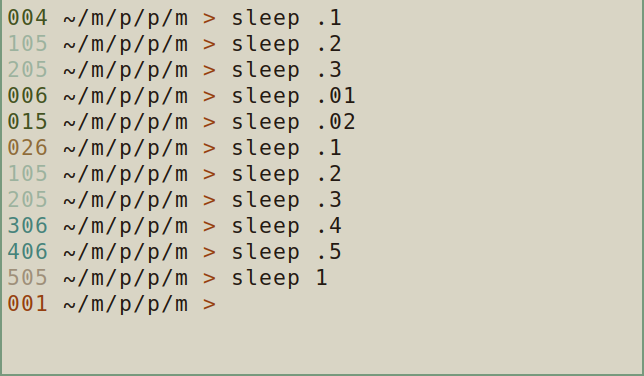 004 ~/m/p/p/m > sleep .1
105 ~/m/p/p/m > sleep .2
205 ~/m/p/p/m > sleep .3
006 ~/m/p/p/m > sleep .01
015 ~/m/p/p/m > sleep .02
026 ~/m/p/p/m > sleep .1
105 ~/m/p/p/m > sleep .2
205 ~/m/p/p/m > sleep .3
306 ~/m/p/p/m > sleep .4
406 ~/m/p/p/m > sleep .5
505 ~/m/p/p/m > sleep 1
001 ~/m/p/p/m >